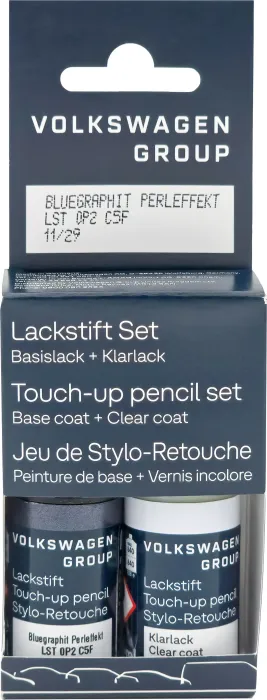 VOLKSWAGEN
GROUP
BLUEGRAPHIT PERLEFFEKT
LST 0P2 C5F
11/29
Lackstift Set
Basislack + Klarlack
Touch-up pencil set
Base coat + Clear coat
Jeu de Stylo-Retouche
Peinture de base + Vernis incolore
VOLKSWAGEN
GROUP
Lackstift
Touch-up pencil
Stylo-Retouche
Bluegraphit Perleffekt
LST 0P2 C5F
VOLKSWAGEN
GROUP
Lackstift
Touch-up pencil
Stylo-Retouche
Klarlack
Clear coat